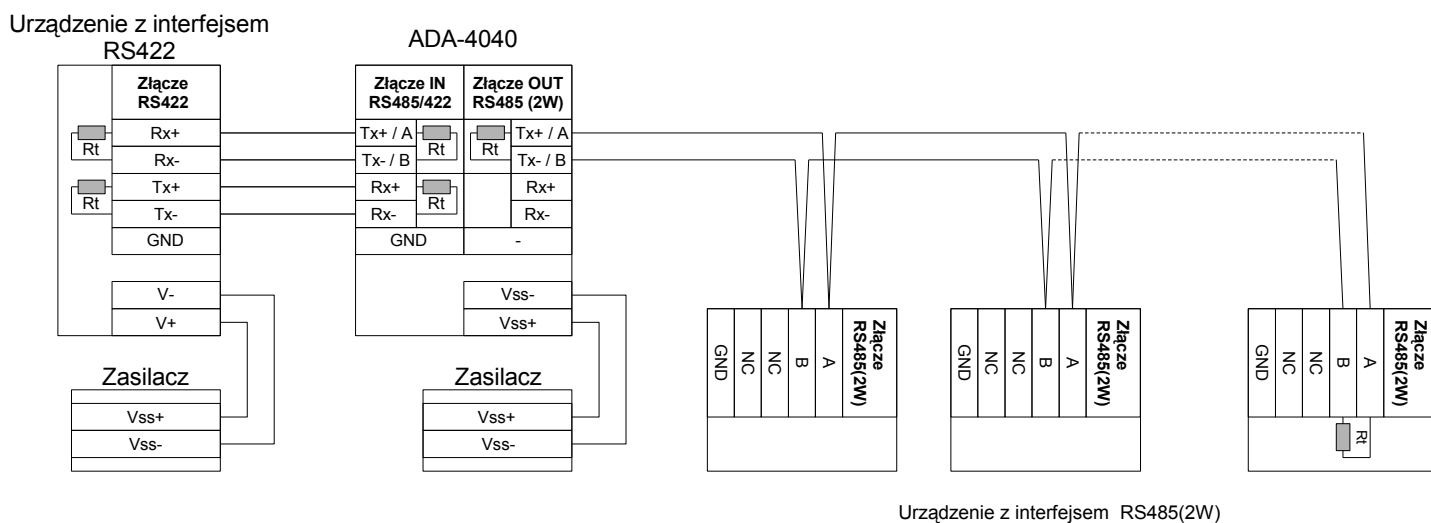 Urządzenie z interfejsem
RS422
ADA-4040
Złącze
RS422
Rx+
Rx-
Tx+
Tx-
GND
V-
V+
Rt
Rt
Złącze IN
RS485/422
Złącze OUT
RS485 (2W)
Tx+ / A
Tx- / B
Rx+
Rx-
GND
Rt
Rt
Rt
Tx+ / A
Tx- / B
Rx+
Rx-
-
Vss-
Vss+
Zasilacz
Vss+
Vss-
Zasilacz
Vss+
Vss-
GND
NC
NC
B
A
Złącze
RS485(2W)
GND
NC
NC
B
A
Złącze
RS485(2W)
GND
NC
NC
B
A
Złącze
RS485(2W)
Rt
Urządzenie z interfejsem RS485(2W)